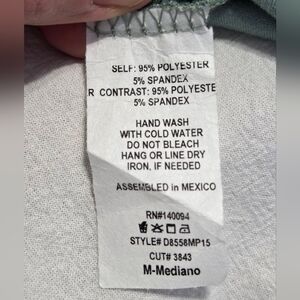 SELF: 95% POLYESTER
5% SPANDEX
R CONTRAST: 95% POLYESTE
5% SPANDEX
HAND WASH
WITH COLD WATER
DO NOT BLEACH
HANG OR LINE DRY
IRON, IF NEEDED
ASSEMBLED in MEXICO
RN#140094
STYLE# D8558MP15
CUT# 3843
M-Mediano